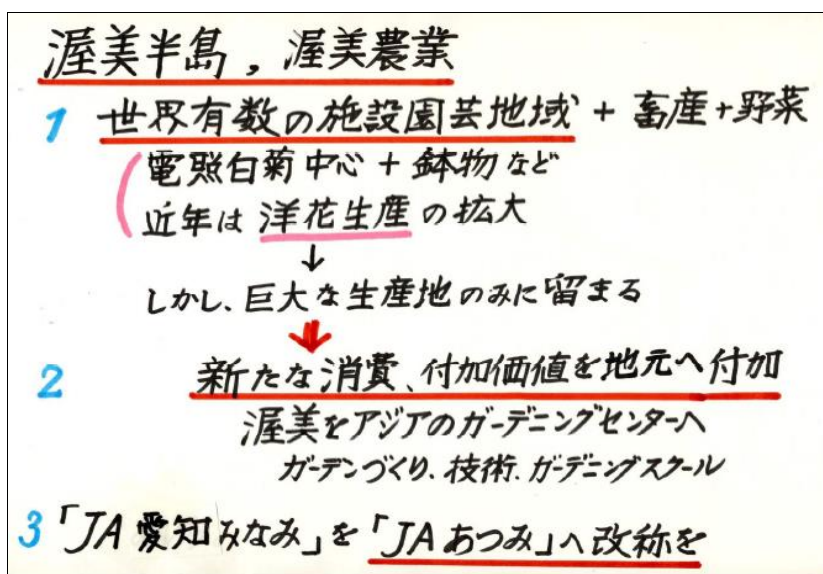 渥美半島，渥美農業
1 世界有数の施設園芸地域 + 畜産+野菜
電照白菊中心 + 鉢物など
近年は 洋花生産 の拡大
↓
しかし、巨大な生産地のみに留まる
↓
2 新たな消費、付加価値を地元へ付加
渥美をアジアのガーデニングセンターへ
ガーデンづくり、技術、ガーデニングスクール
3 「JA愛知みなみ」を「JAあつみ」へ改称を